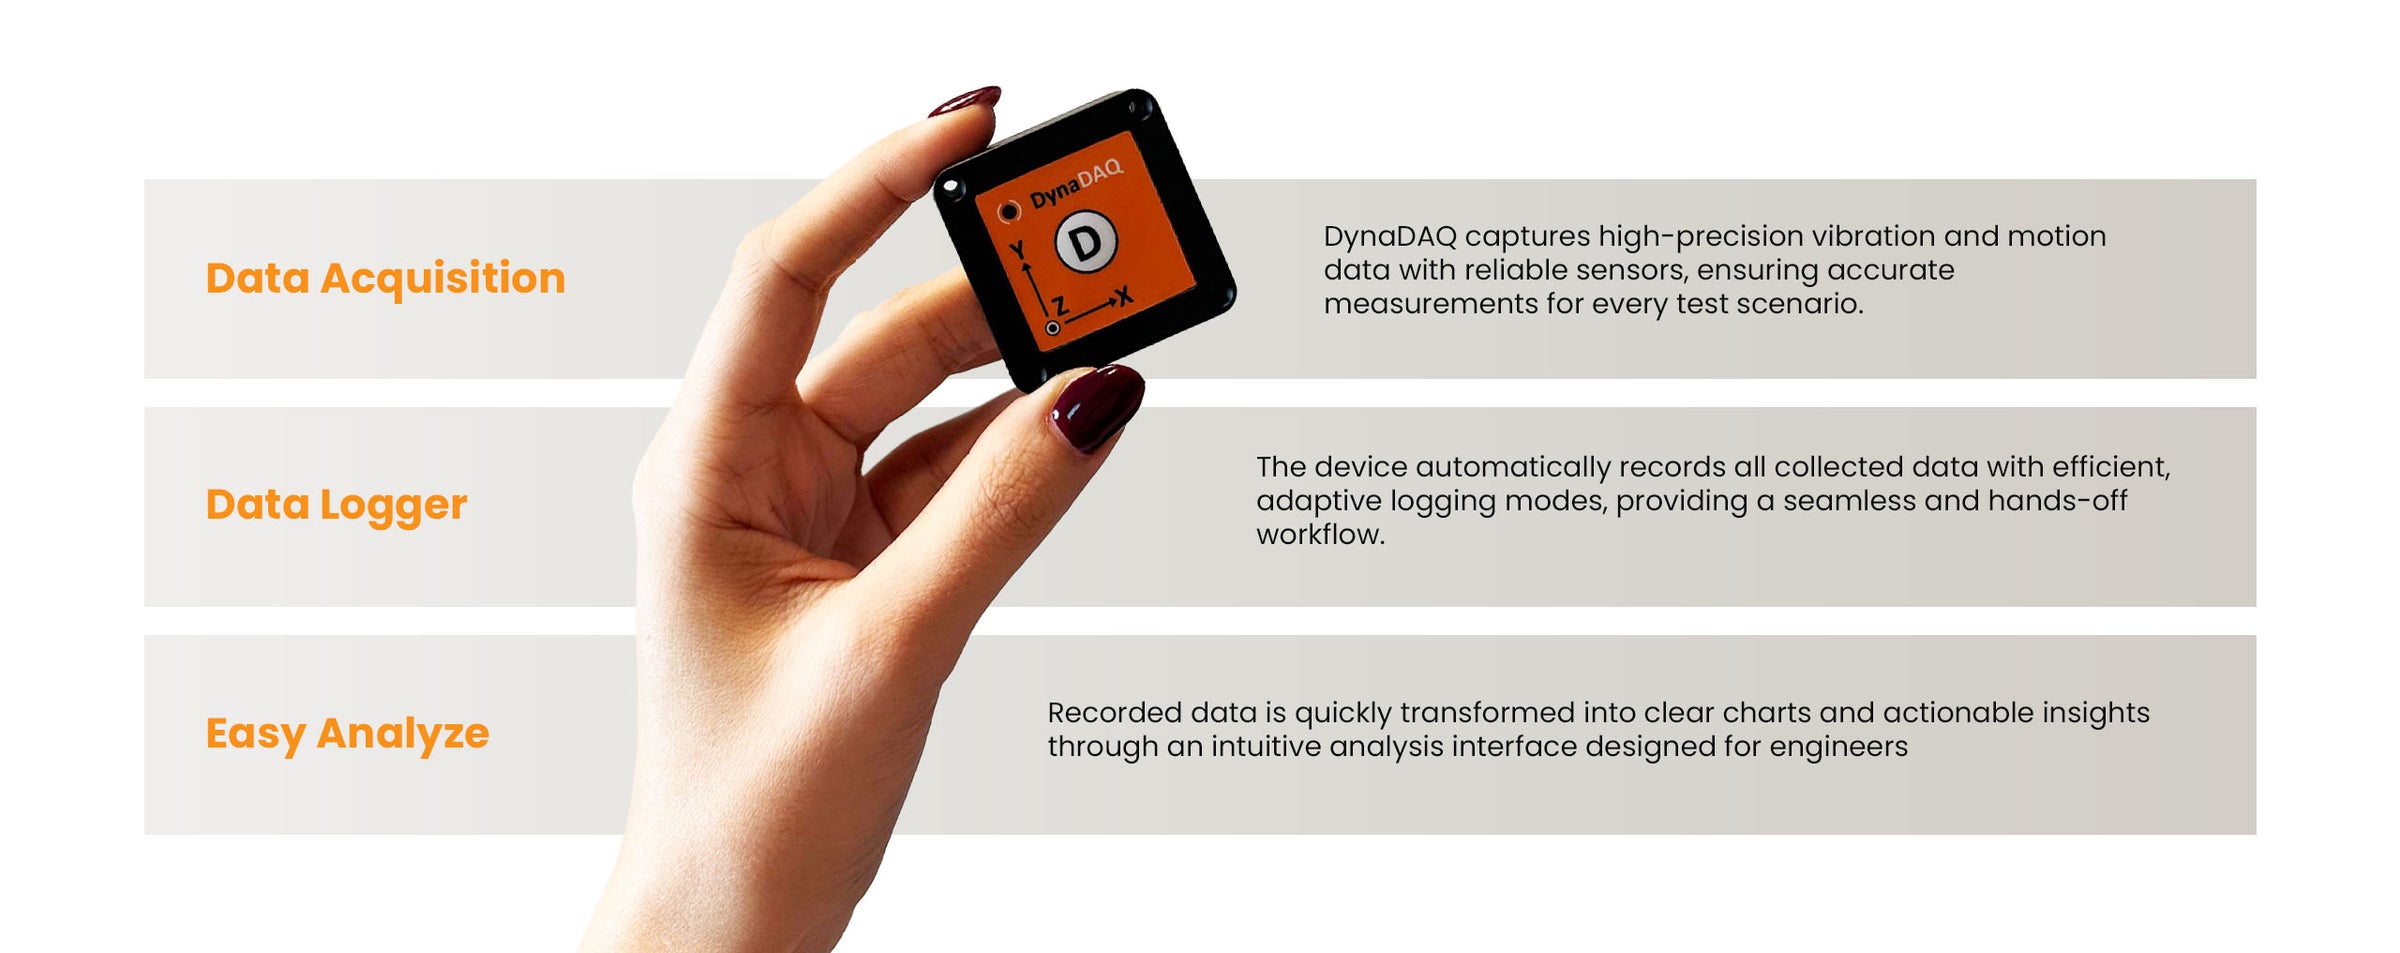 DynaDAQ
D
Y
Z
X
Data Acquisition
DynaDAQ captures high-precision vibration and motion
data with reliable sensors, ensuring accurate
measurements for every test scenario.
Data Logger
The device automatically records all collected data with efficient,
adaptive logging modes, providing a seamless and hands-off
workflow.
Easy Analyze
Recorded data is quickly transformed into clear charts and actionable insights
through an intuitive analysis interface designed for engineers